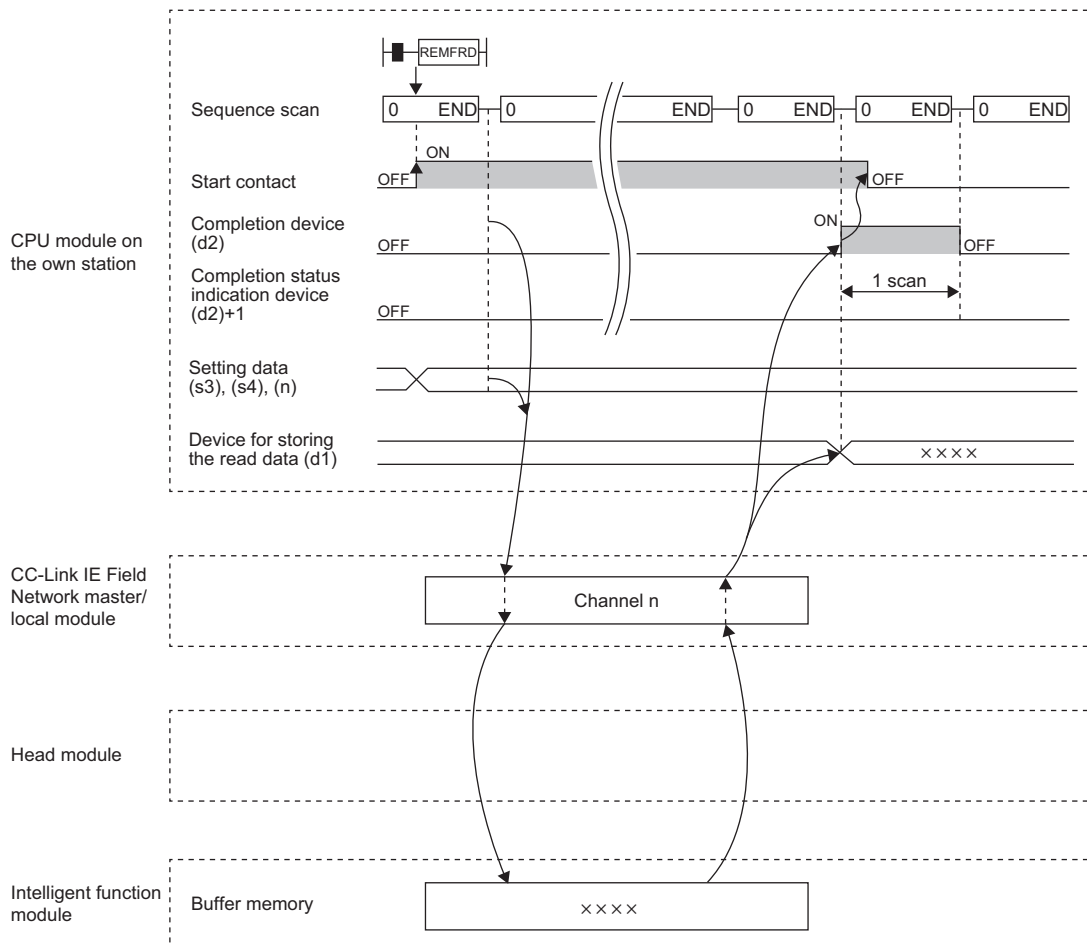 REMFRD
Sequence scan
0 END 0 END 0 END 0 END 0 END
ON
Start contact
OFF
OFF
CPU module on
the own station
Completion device
(d2)
ON
OFF
OFF
Completion status
indication device
(d2)+1
1 scan
OFF
Setting data
(s3), (s4), (n)
Device for storing
the read data (d1)
××××
CC-Link IE Field
Network master/
local module
Channel n
Head module
Intelligent function
module
Buffer memory
××××